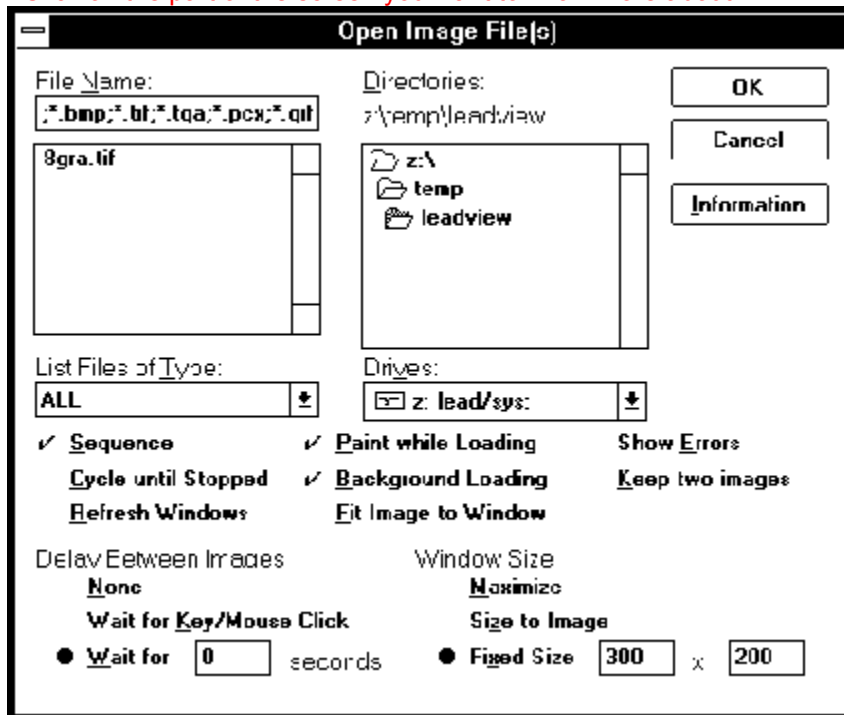 Open Image File(s)
File Name:
;*.bmp;*.tif;*.tga;*.pcx;*.gif
8gra.tif
Directories:
z:\temp\leadview
z:\
temp
leadview
OK
Cancel
Information
List Files of Type:
ALL
Drives:
z: lead/sys:
Sequence
Paint while Loading
Show Errors
Cycle until Stopped
Background Loading
Keep two images
Refresh Windows
Fit Image to Window
Delay Between Images
None
Wait for Key/Mouse Click
Wait for 0 seconds
Window Size
Maximize
Size to Image
Fixed Size 300 x 200